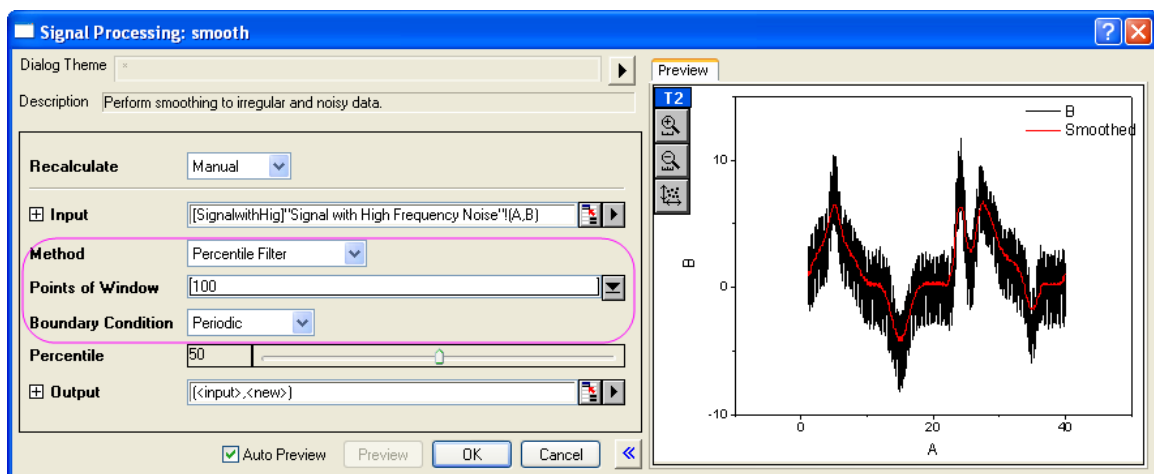 Signal Processing: smooth
Dialog Theme *
Description Perform smoothing to irregular and noisy data.
Recalculate Manual
Input [SignalwithHig]"Signal with High Frequency Noise"!(A,B)
Method Percentile Filter
Points of Window 100
Boundary Condition Periodic
Percentile 50
Output (<input>,<new>)
Auto Preview Preview OK Cancel
Preview
T2
B
Smoothed
10
0
-10
B
0 20 40
A